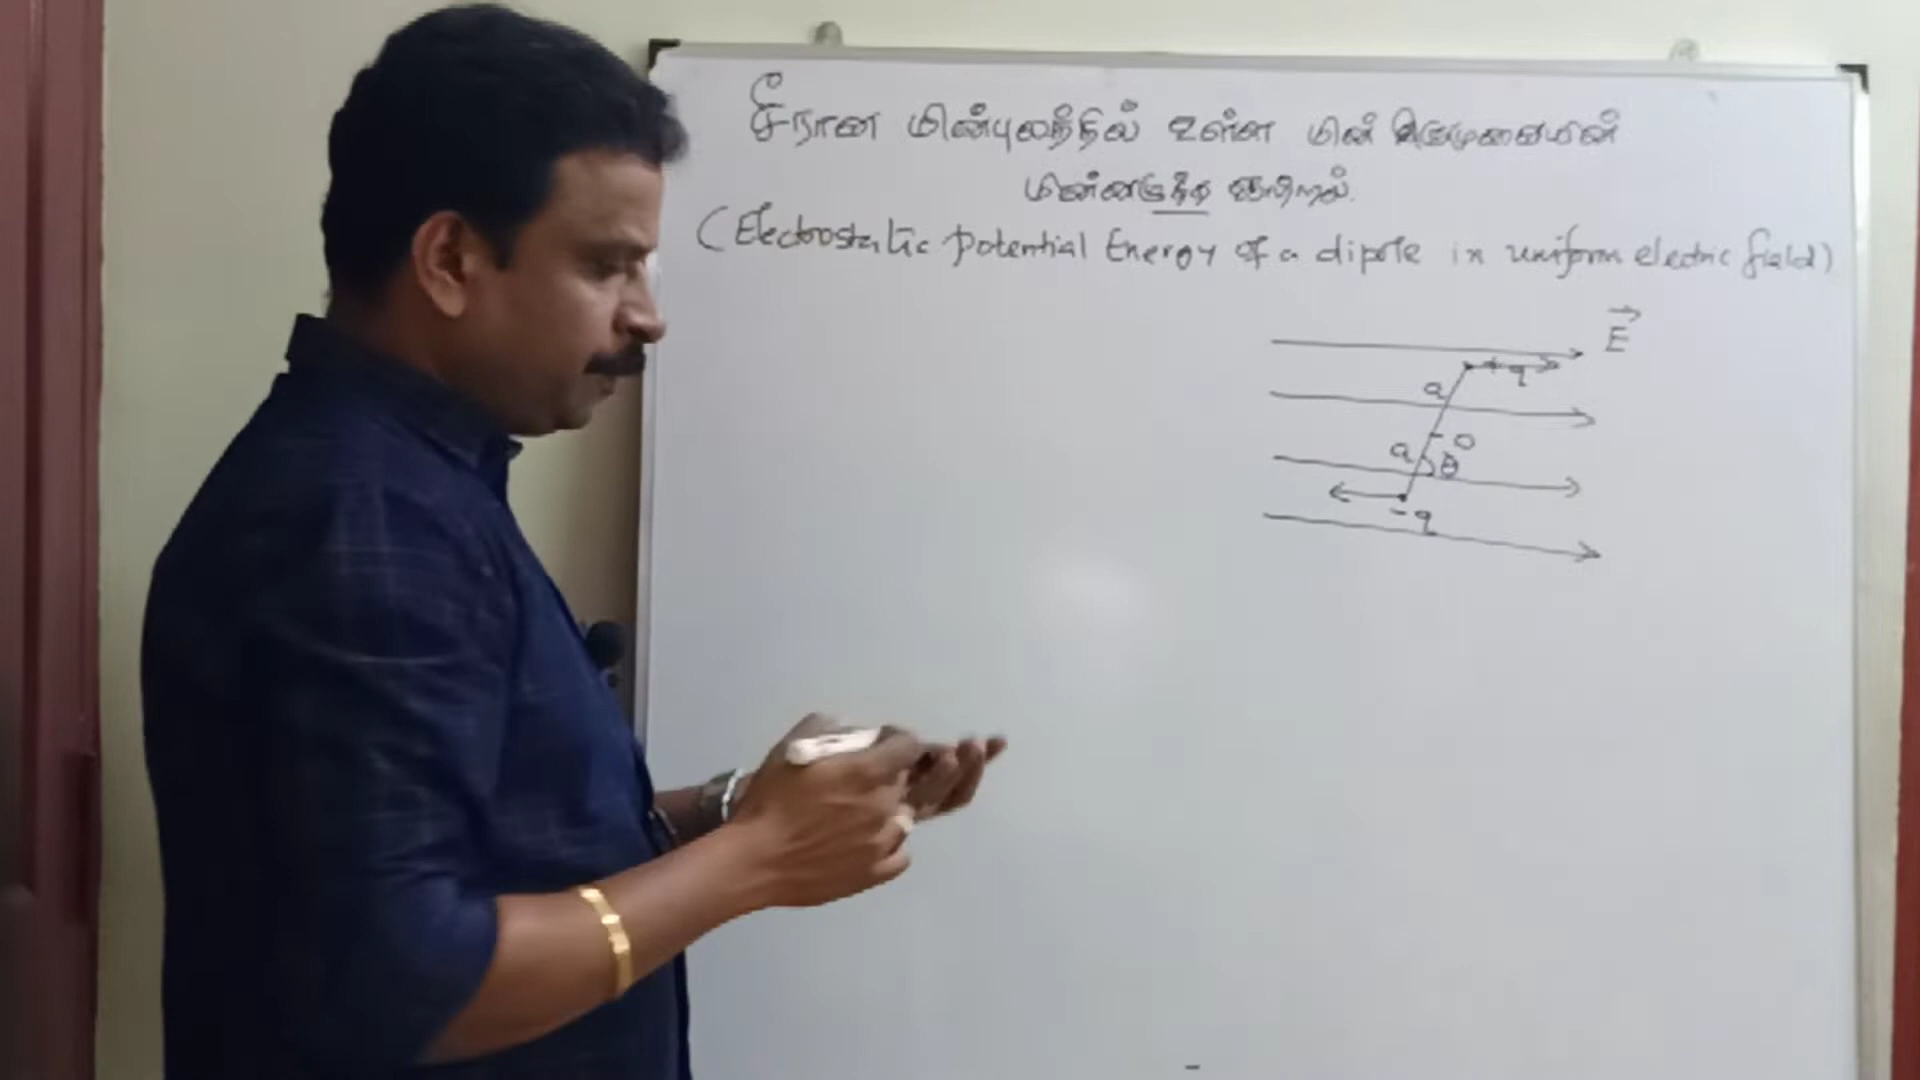 சீரான மின்புலத்தில் உள்ள மின் இருமுனையின்
மின்னழுத்த ஆற்றல்.
(Electrostatic Potential Energy of a dipole in uniform electric field)
E
+q
a
O
a θ
-q